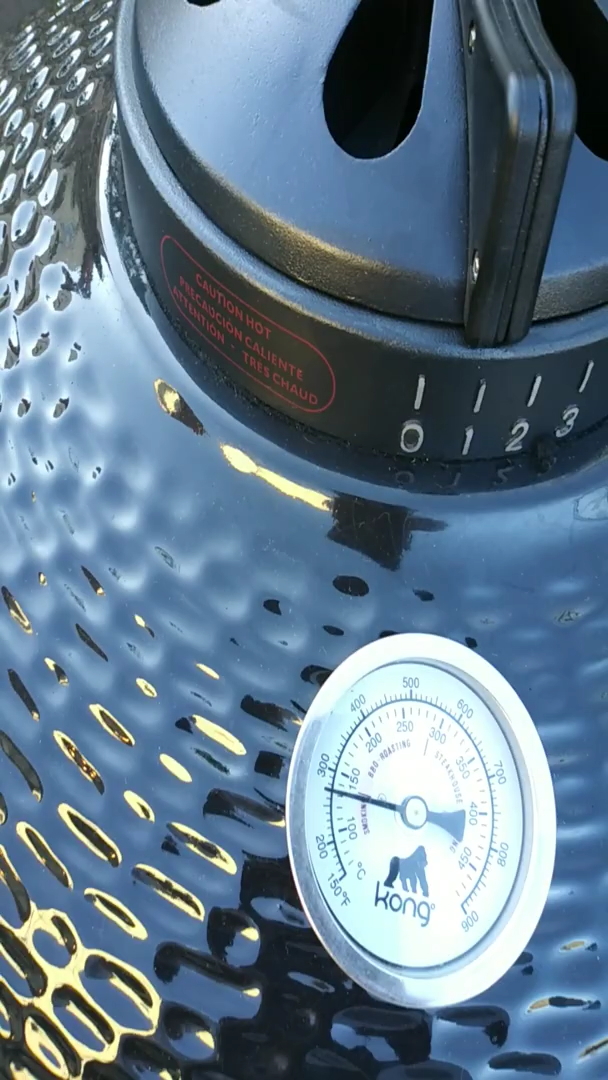 CAUTION HOT
PRECAUCIÓN CALIENTE
ATTENTION TRÈS CHAUD
0 1 2 3
150°F 200 300 400 500 600 700 800 900
°C 100 150 200 250 300 350 400 450
SMOKING BBQ-ROASTING STEAKHOUSE
kong®